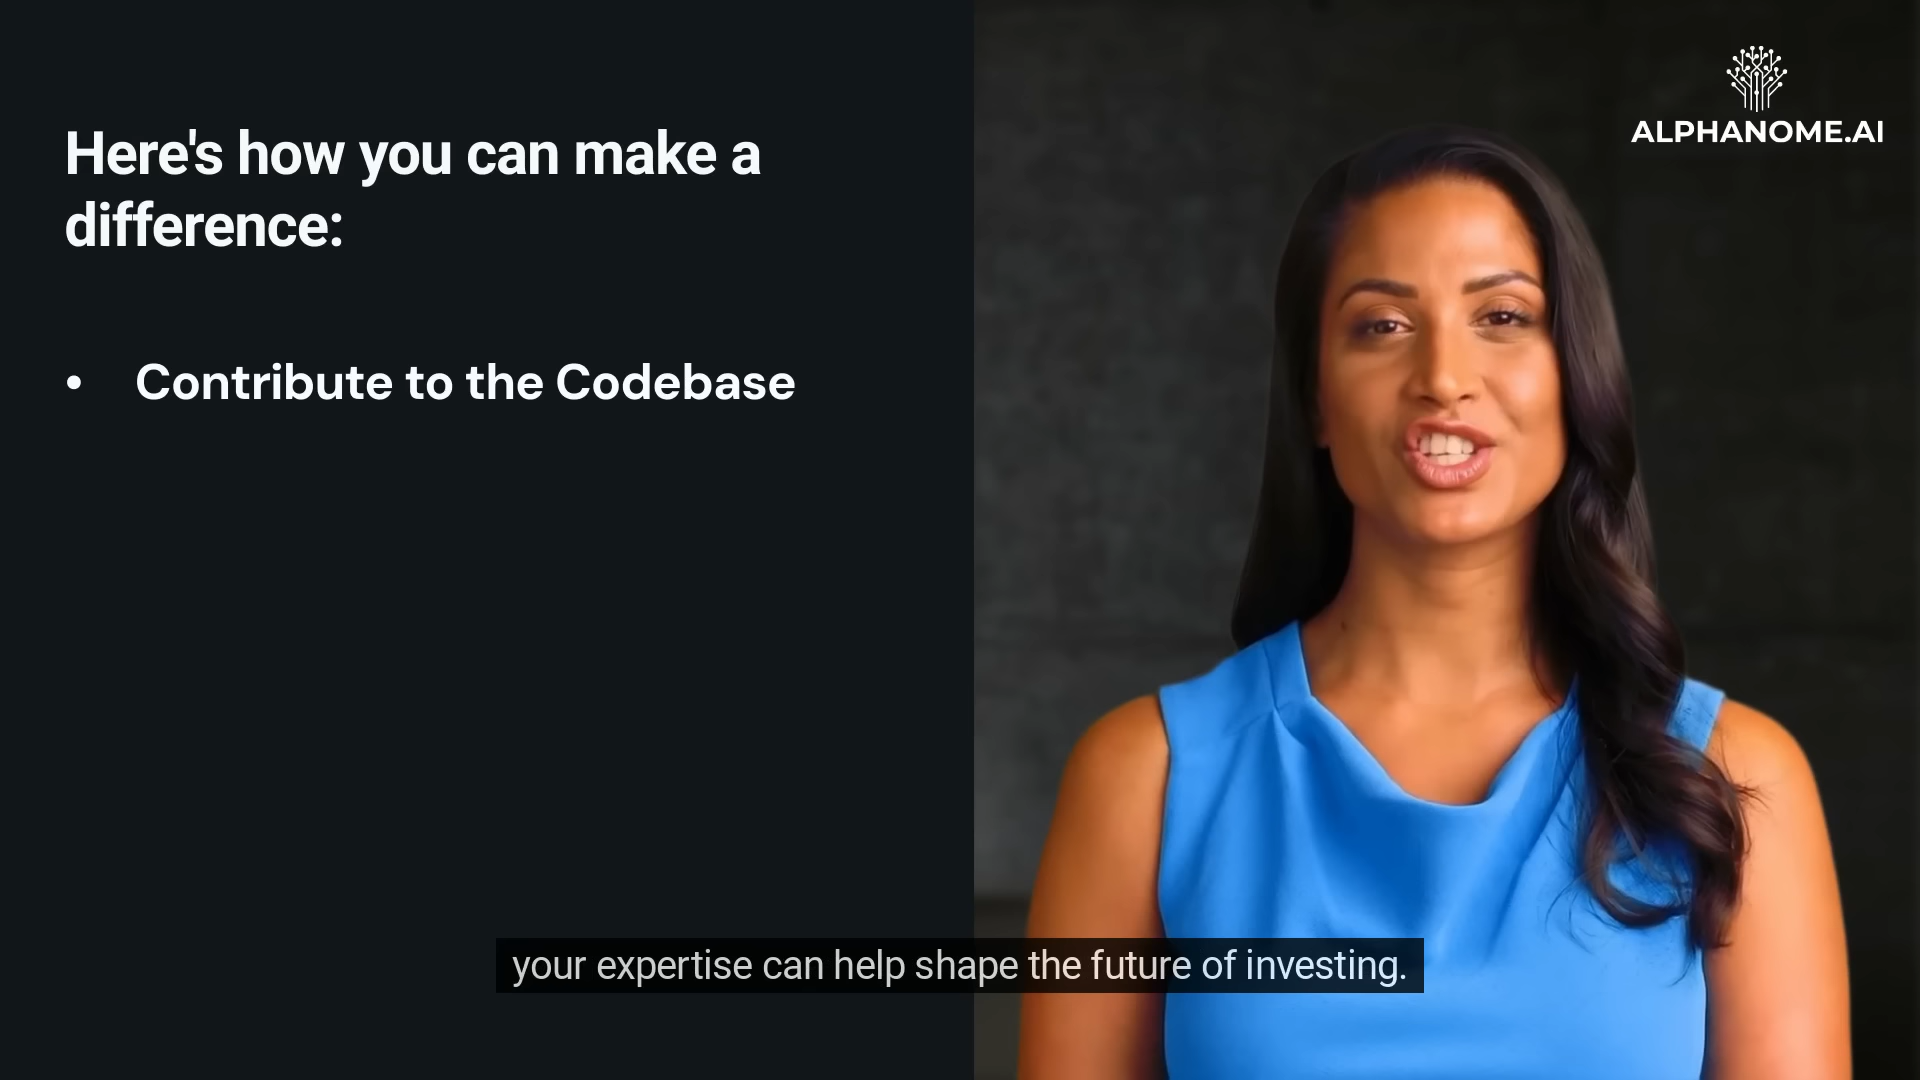 ALPHANOME.AI
Here's how you can make a
difference:
• Contribute to the Codebase
your expertise can help shape the future of investing.